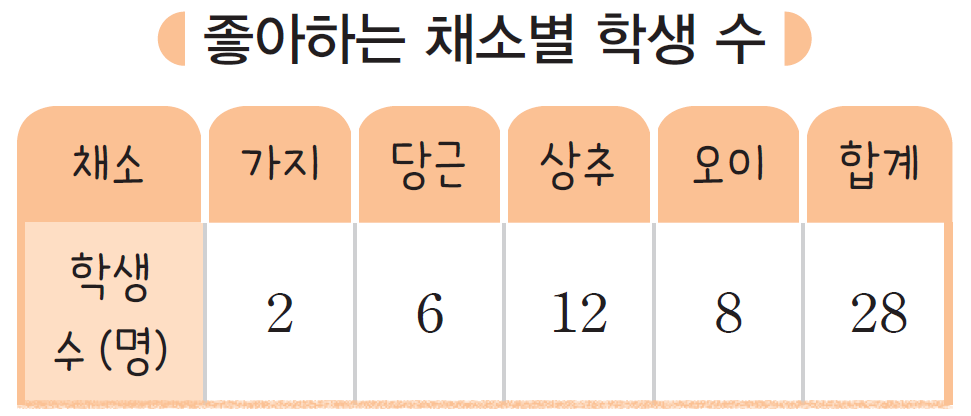 좋아하는 채소별 학생 수
채소 가지 당근 상추 오이 합계
학생
수 (명) 2 6 12 8 28